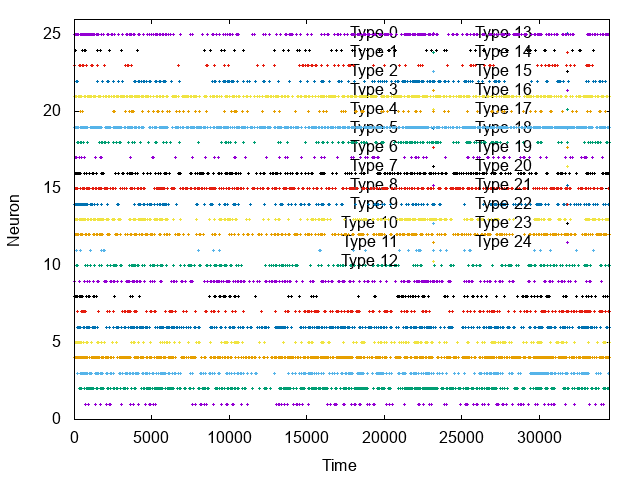 25
20
15
10
5
0
Neuron
Type 0
Type 1
Type 2
Type 3
Type 4
Type 5
Type 6
Type 7
Type 8
Type 9
Type 10
Type 11
Type 12
Type 13
Type 14
Type 15
Type 16
Type 17
Type 18
Type 19
Type 20
Type 21
Type 22
Type 23
Type 24
0 5000 10000 15000 20000 25000 30000
Time